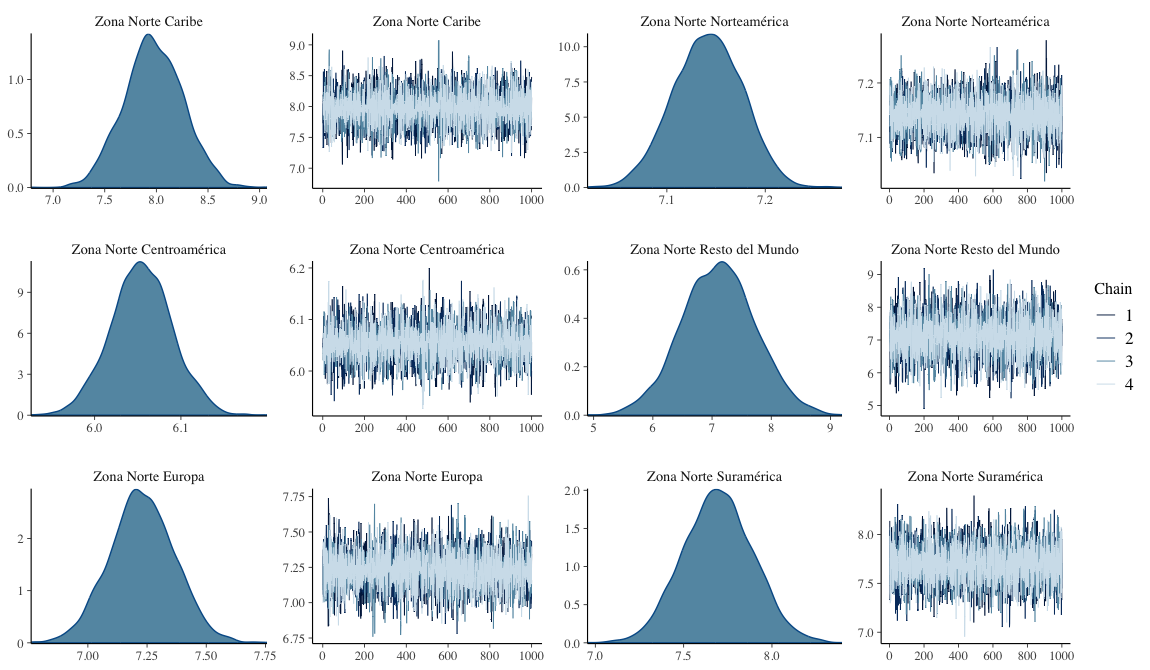 Zona Norte Caribe
Zona Norte Caribe
Zona Norte Norteamérica
Zona Norte Norteamérica
1.0
0.5
0.0
7.0 7.5 8.0 8.5 9.0
9.0
8.5
8.0
7.5
7.0
0 200 400 600 800 1000
10.0
7.5
5.0
2.5
0.0
7.1 7.2
7.2
7.1
0 200 400 600 800 1000
Zona Norte Centroamérica
Zona Norte Centroamérica
Zona Norte Resto del Mundo
Zona Norte Resto del Mundo
9
6
3
0
6.0 6.1
6.2
6.1
6.0
0 200 400 600 800 1000
0.6
0.4
0.2
0.0
5 6 7 8 9
9
8
7
6
5
0 200 400 600 800 1000
Chain
1
2
3
4
Zona Norte Europa
Zona Norte Europa
Zona Norte Suramérica
Zona Norte Suramérica
2
1
0
7.00 7.25 7.50 7.75
7.75
7.50
7.25
7.00
6.75
0 200 400 600 800 1000
2.0
1.5
1.0
0.5
0.0
7.0 7.5 8.0
8.0
7.5
7.0
0 200 400 600 800 1000